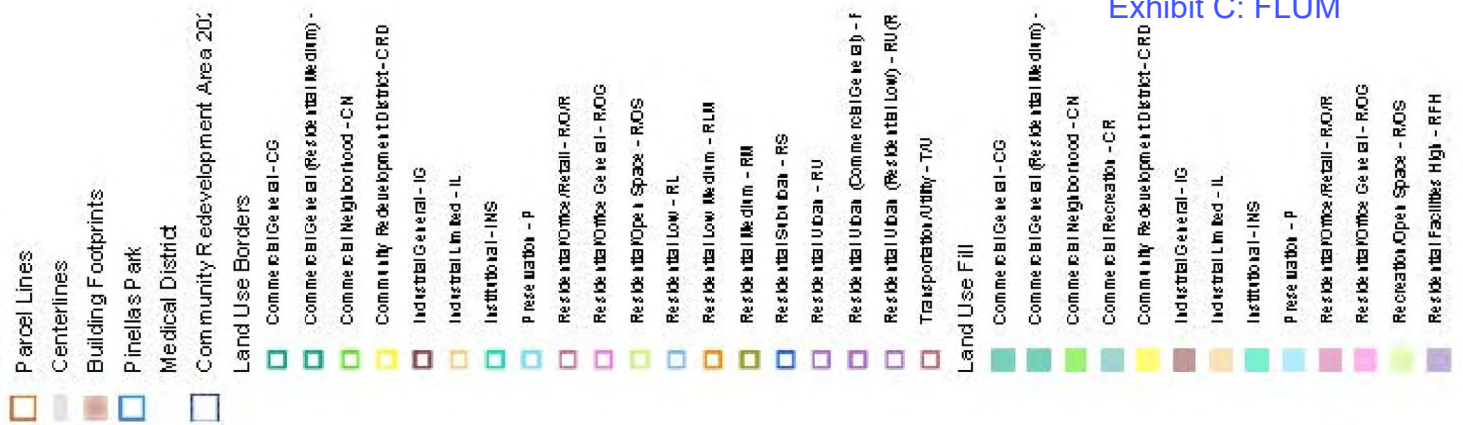 Exhibit C: FLUM
Parcel Lines
Centerlines
Building Footprints
Pinellas Park
Medical District
Community Redevelopment Area 20
Land Use Borders
Commercial General - CG
Commercial General (Residential Medium) -
Commercial Neighborhood - CN
Community Redevelopment District - CRD
Industrial General - IG
Industrial Limited - IL
Institutional - INS
Preservation - P
Residential/Office/Retail - R/O/R
Residential/Office General - R/OG
Residential/Open Space - R/OS
Residential Low - RL
Residential Low Medium - RLM
Residential Medium - RM
Residential Suburban - RS
Residential Urban - RU
Residential Urban (Commercial General) -
Residential Urban (Residential Low) - RU(R
Transportation/Utility - T/U
Land Use Fill
Commercial General - CG
Commercial General (Residential Medium) -
Commercial Neighborhood - CN
Commercial Recreation - CR
Community Redevelopment District - CRD
Industrial General - IG
Industrial Limited - IL
Institutional - INS
Preservation - P
Residential/Office/Retail - R/O/R
Residential/Office General - R/OG
Recreation/Open Space - R/OS
Residential Facilities High - RFH